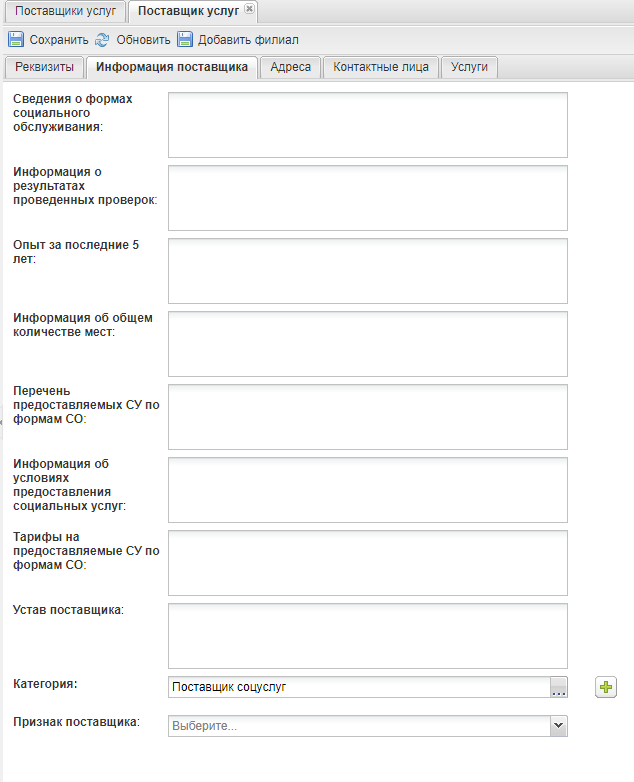 Поставщики услуг Поставщик услуг
Сохранить Обновить Добавить филиал
Реквизиты Информация поставщика Адреса Контактные лица Услуги
Сведения о формах
социального
обслуживания:
Информация о
результатах
проведенных проверок:
Опыт за последние 5
лет:
Информация об общем
количестве мест:
Перечень
предоставляемых СУ по
формам СО:
Информация об
условиях
предоставления
социальных услуг:
Тарифы на
предоставляемые СУ по
формам СО:
Устав поставщика:
Категория: Поставщик соцуслуг ...
Признак поставщика: Выберите...